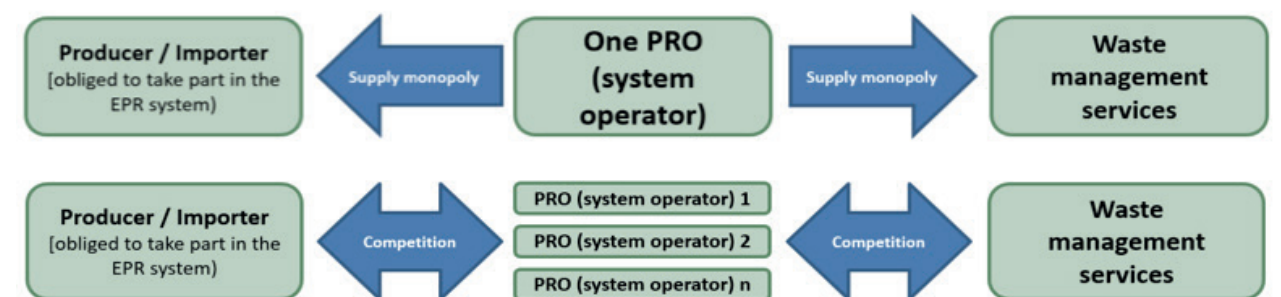 Producer / Importer
[obliged to take part in the
EPR system)
Supply monopoly
One PRO
(system
operator)
Supply monopoly
Waste
management
services
Producer / Importer
[obliged to take part in the
EPR system)
Competition
PRO (system operator) 1
PRO (system operator) 2
PRO (system operator) n
Competition
Waste
management
services